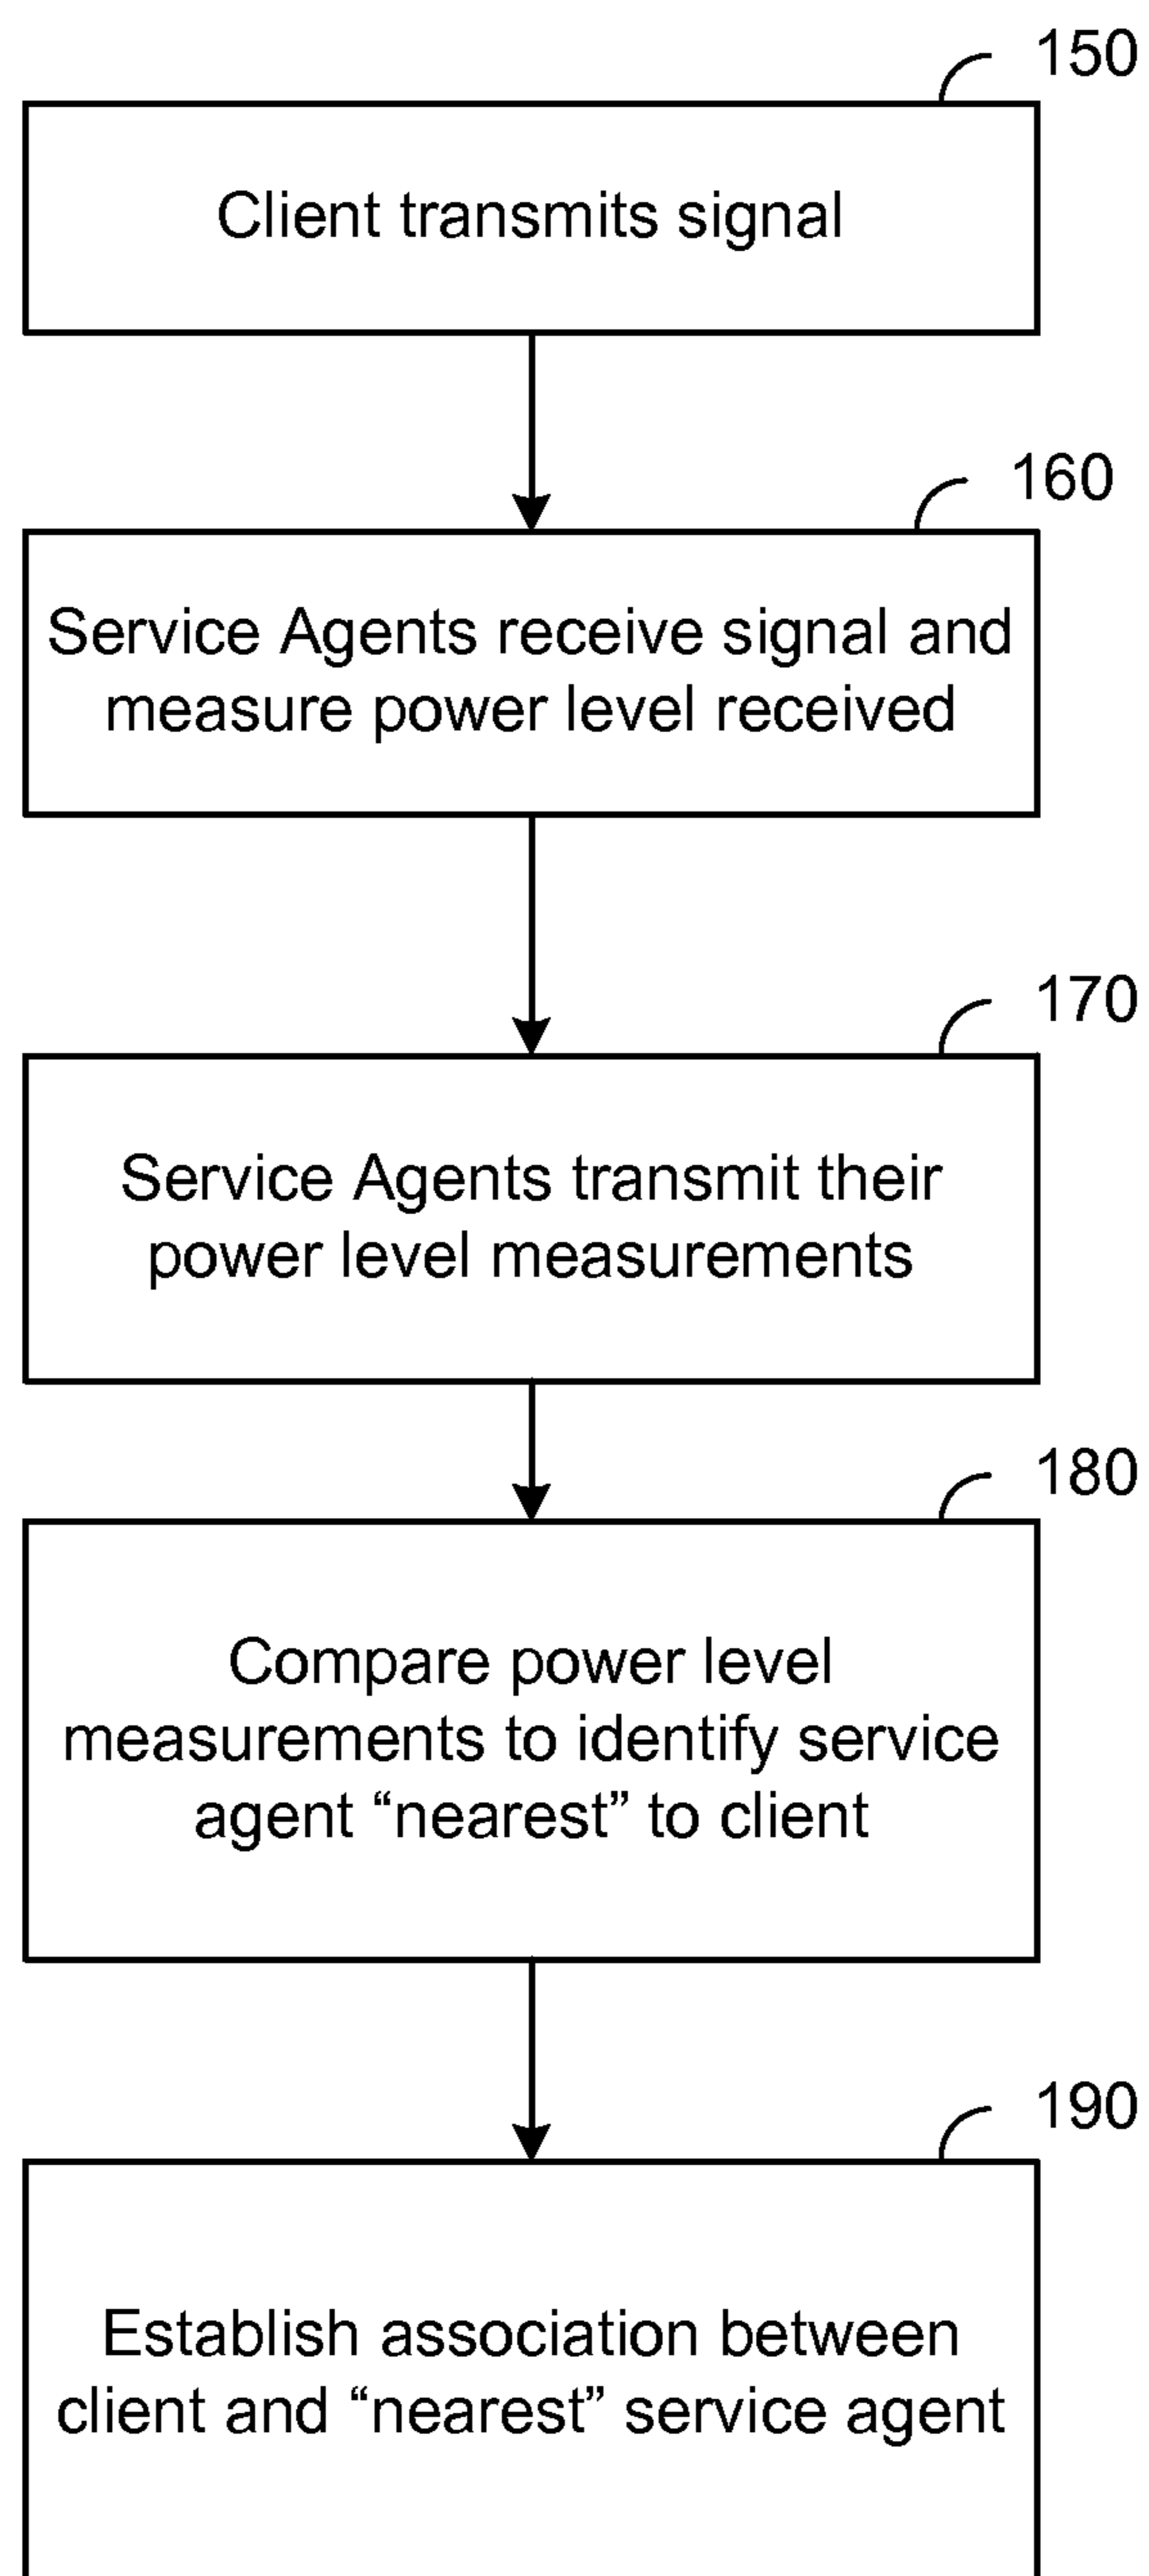 150
Client transmits signal
160
Service Agents receive signal and
measure power level received
170
Service Agents transmit their
power level measurements
180
Compare power level
measurements to identify service
agent “nearest” to client
190
Establish association between
client and “nearest” service agent